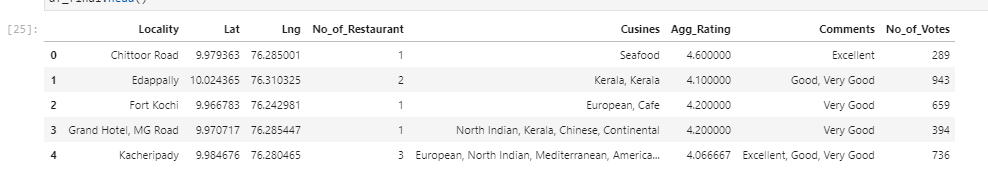 [25]:
Locality Lat Lng No_of_Restaurant Cusines Agg_Rating Comments No_of_Votes
0 Chittoor Road 9.979363 76.285001 1 Seafood 4.600000 Excellent 289
1 Edappally 10.024365 76.310325 2 Kerala, Kerala 4.100000 Good, Very Good 943
2 Fort Kochi 9.966783 76.242981 1 European, Cafe 4.200000 Very Good 659
3 Grand Hotel, MG Road 9.970717 76.285447 1 North Indian, Kerala, Chinese, Continental 4.200000 Very Good 394
4 Kacheripady 9.984676 76.280465 3 European, North Indian, Mediterranean, America... 4.066667 Excellent, Good, Very Good 736